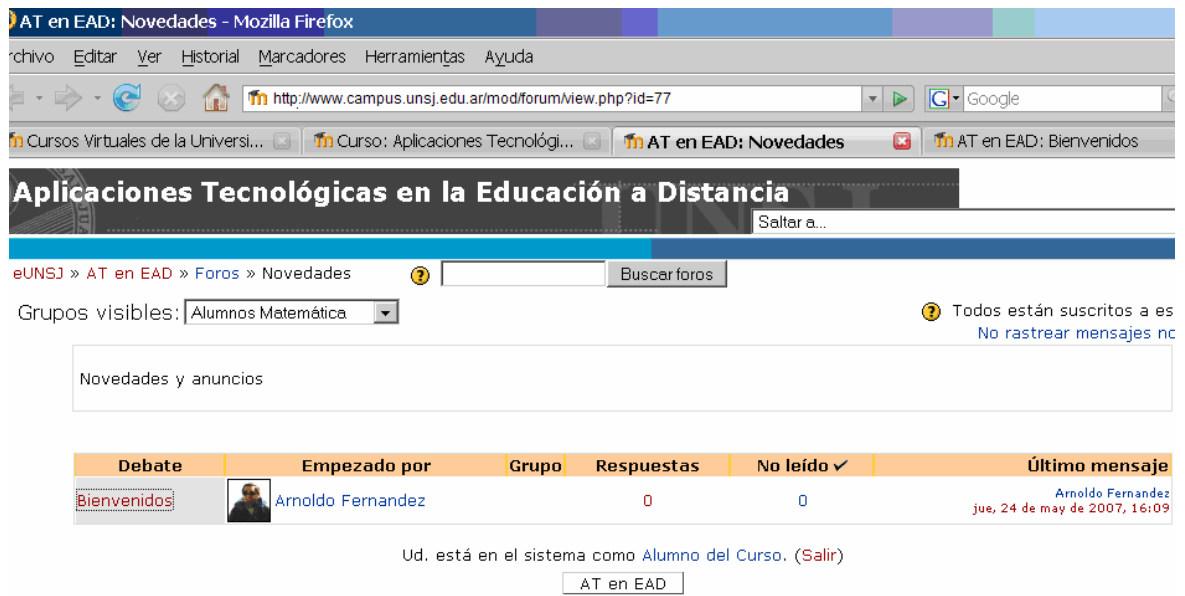 AT en EAD: Novedades - Mozilla Firefox
rchivo Editar Ver Historial Marcadores Herramientas Ayuda
http://www.campus.unsj.edu.ar/mod/forum/view.php?id=77 G Google
Cursos Virtuales de la Universi... Curso: Aplicaciones Tecnológi... AT en EAD: Novedades AT en EAD: Bienvenidos
Aplicaciones Tecnológicas en la Educación a Distancia
Saltar a...
eUNSJ » AT en EAD » Foros » Novedades ? Buscar foros
Grupos visibles: Alumnos Matemática ? Todos están suscritos a es
No rastrear mensajes no
Novedades y anuncios
Debate Empezado por Grupo Respuestas No leído ✓ Último mensaje
Bienvenidos Arnoldo Fernandez 0 0 Arnoldo Fernandez
jue, 24 de may de 2007, 16:09
Ud. está en el sistema como Alumno del Curso. (Salir)
AT en EAD